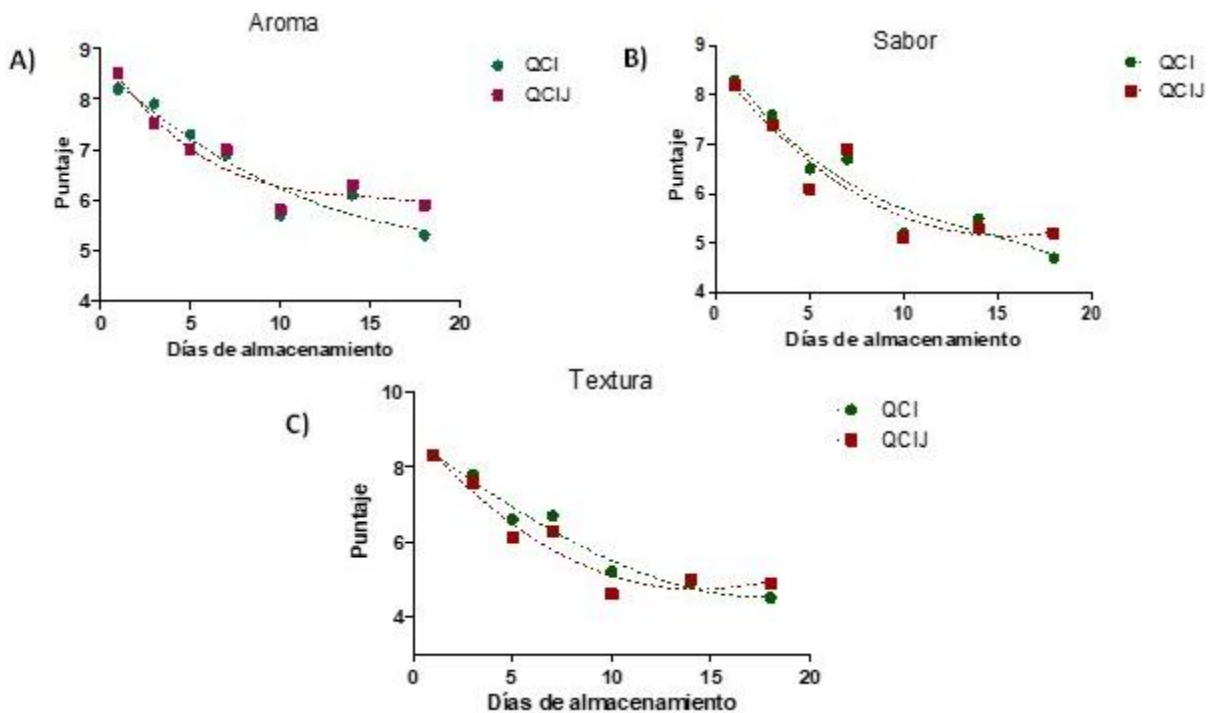 A)
Aroma
9
8
7
6
5
4
Puntaje
0 5 10 15 20
Días de almacenamiento
QCI
QCIJ
B)
Sabor
9
8
7
6
5
4
Puntaje
0 5 10 15 20
Días de almacenamiento
QCI
QCIJ
C)
Textura
10
8
6
4
Puntaje
0 5 10 15 20
Días de almacenamiento
QCI
QCIJ